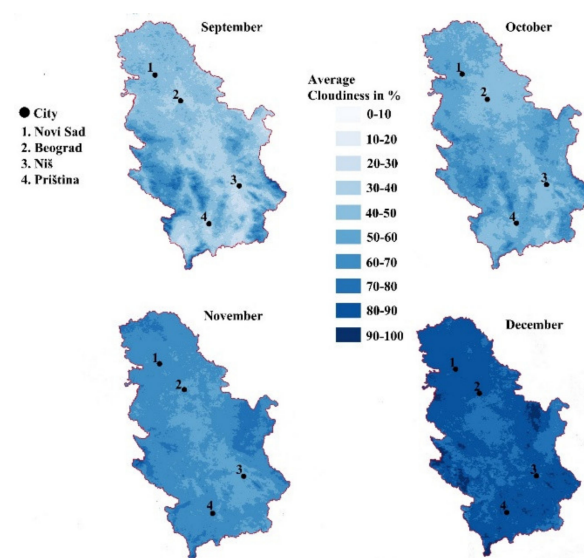 September
October
1
2
3
4
1
2
3
4
City
1. Novi Sad
2. Beograd
3. Niš
4. Priština
Average
Cloudiness in %
0-10
10-20
20-30
30-40
40-50
50-60
60-70
70-80
80-90
90-100
November
December
1
2
3
4
1
2
3
4